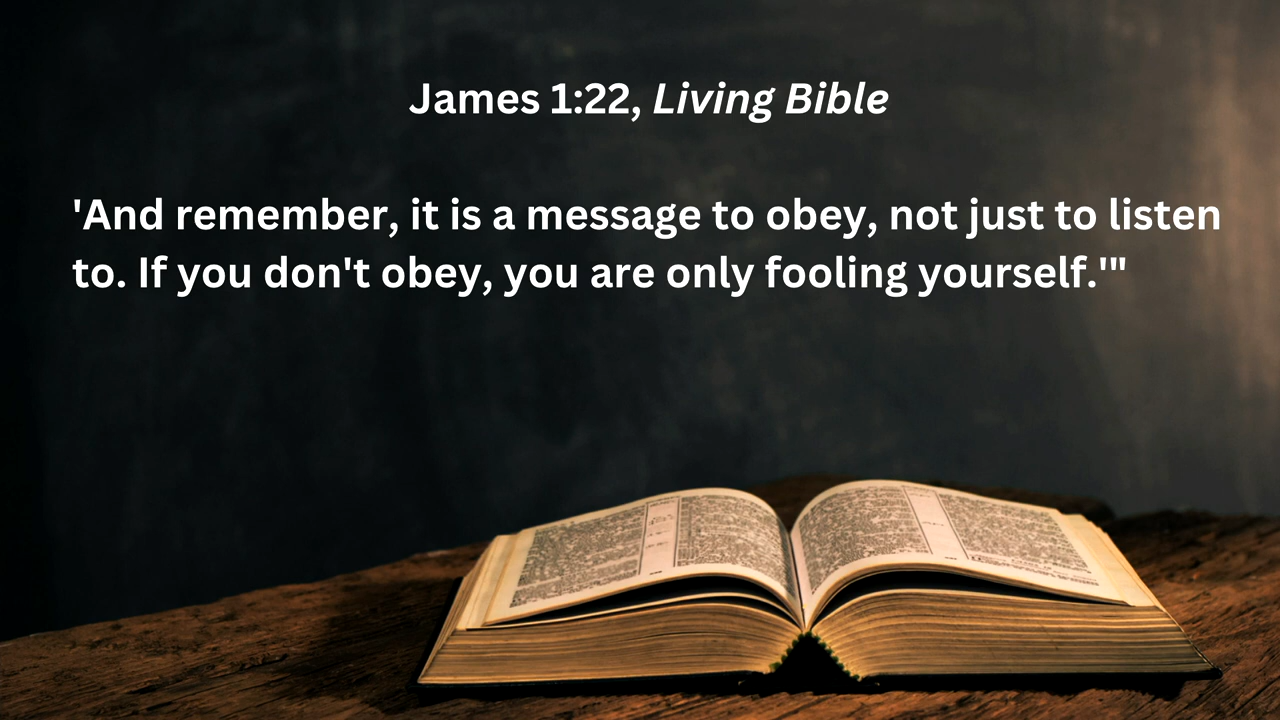 James 1:22, Living Bible
'And remember, it is a message to obey, not just to listen
to. If you don't obey, you are only fooling yourself.'"